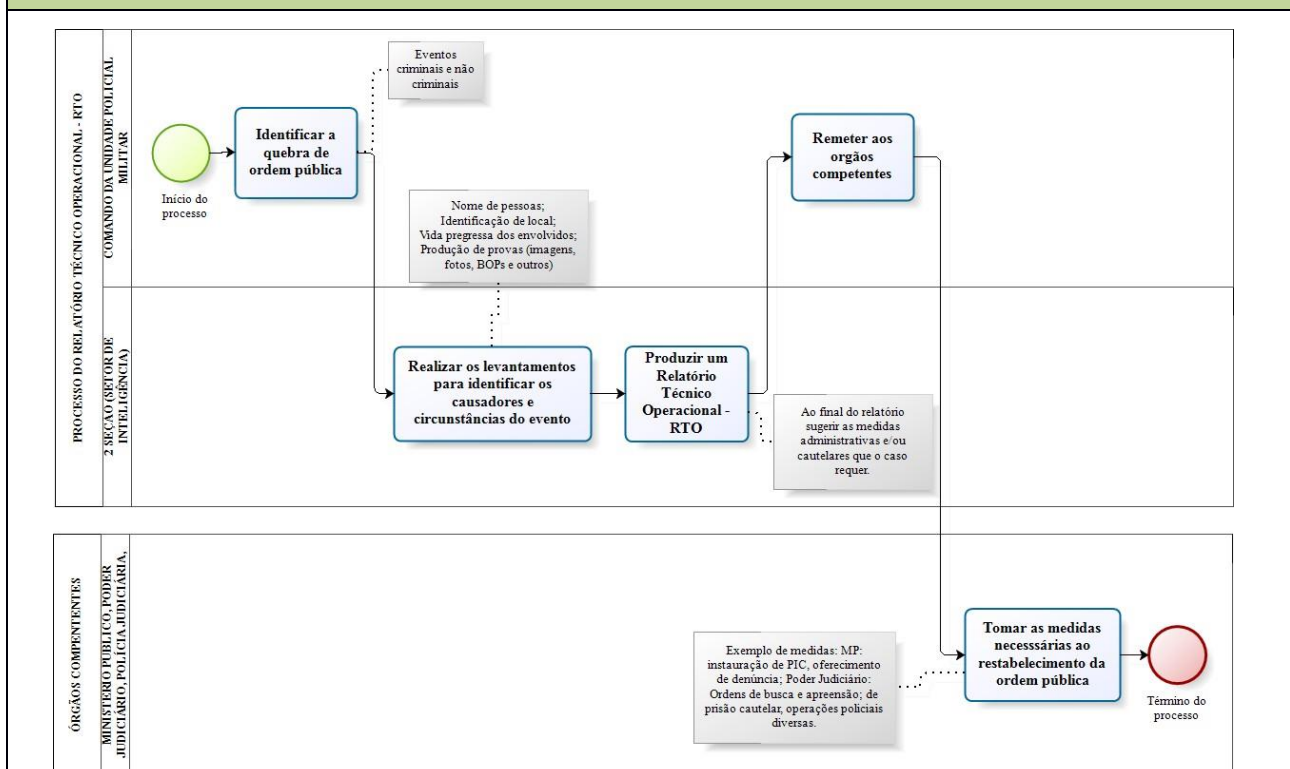 PROCESSO DO RELATÓRIO TÉCNICO OPERACIONAL - RTO
COMANDO DA UNIDADE POLICIAL
MILITAR
Início do
processo
Identificar a
quebra de
ordem pública
Eventos
criminais e não
criminais
Nome de pessoas;
Identificação de local;
Vida pregressa dos envolvidos;
Produção de provas (imagens,
fotos, BOPs e outros)
Remeter aos
orgãos
competentes
2 SEÇÃO (SETOR DE
INTELIGÊNCIA)
Realizar os levantamentos
para identificar os
causadores e
circunstâncias do evento
Produzir um
Relatório
Técnico
Operacional -
RTO
Ao final do relatório
sugerir as medidas
administrativas e/ou
cautelares que o caso
requer.
ÓRGÃOS COMPENTENTES
MINISTÉRIO PUBLICO, PODER
JUDICIÁRIO, POLÍCIA JUDICIÁRIA,
Exemplo de medidas: MP:
instauração de PIC, oferecimento
de denúncia; Poder Judiciário:
Ordens de busca e apreensão; de
prisão cautelar, operações policiais
diversas.
Tomar as medidas
necesssárias ao
restabelecimento da
ordem pública
Término do
processo